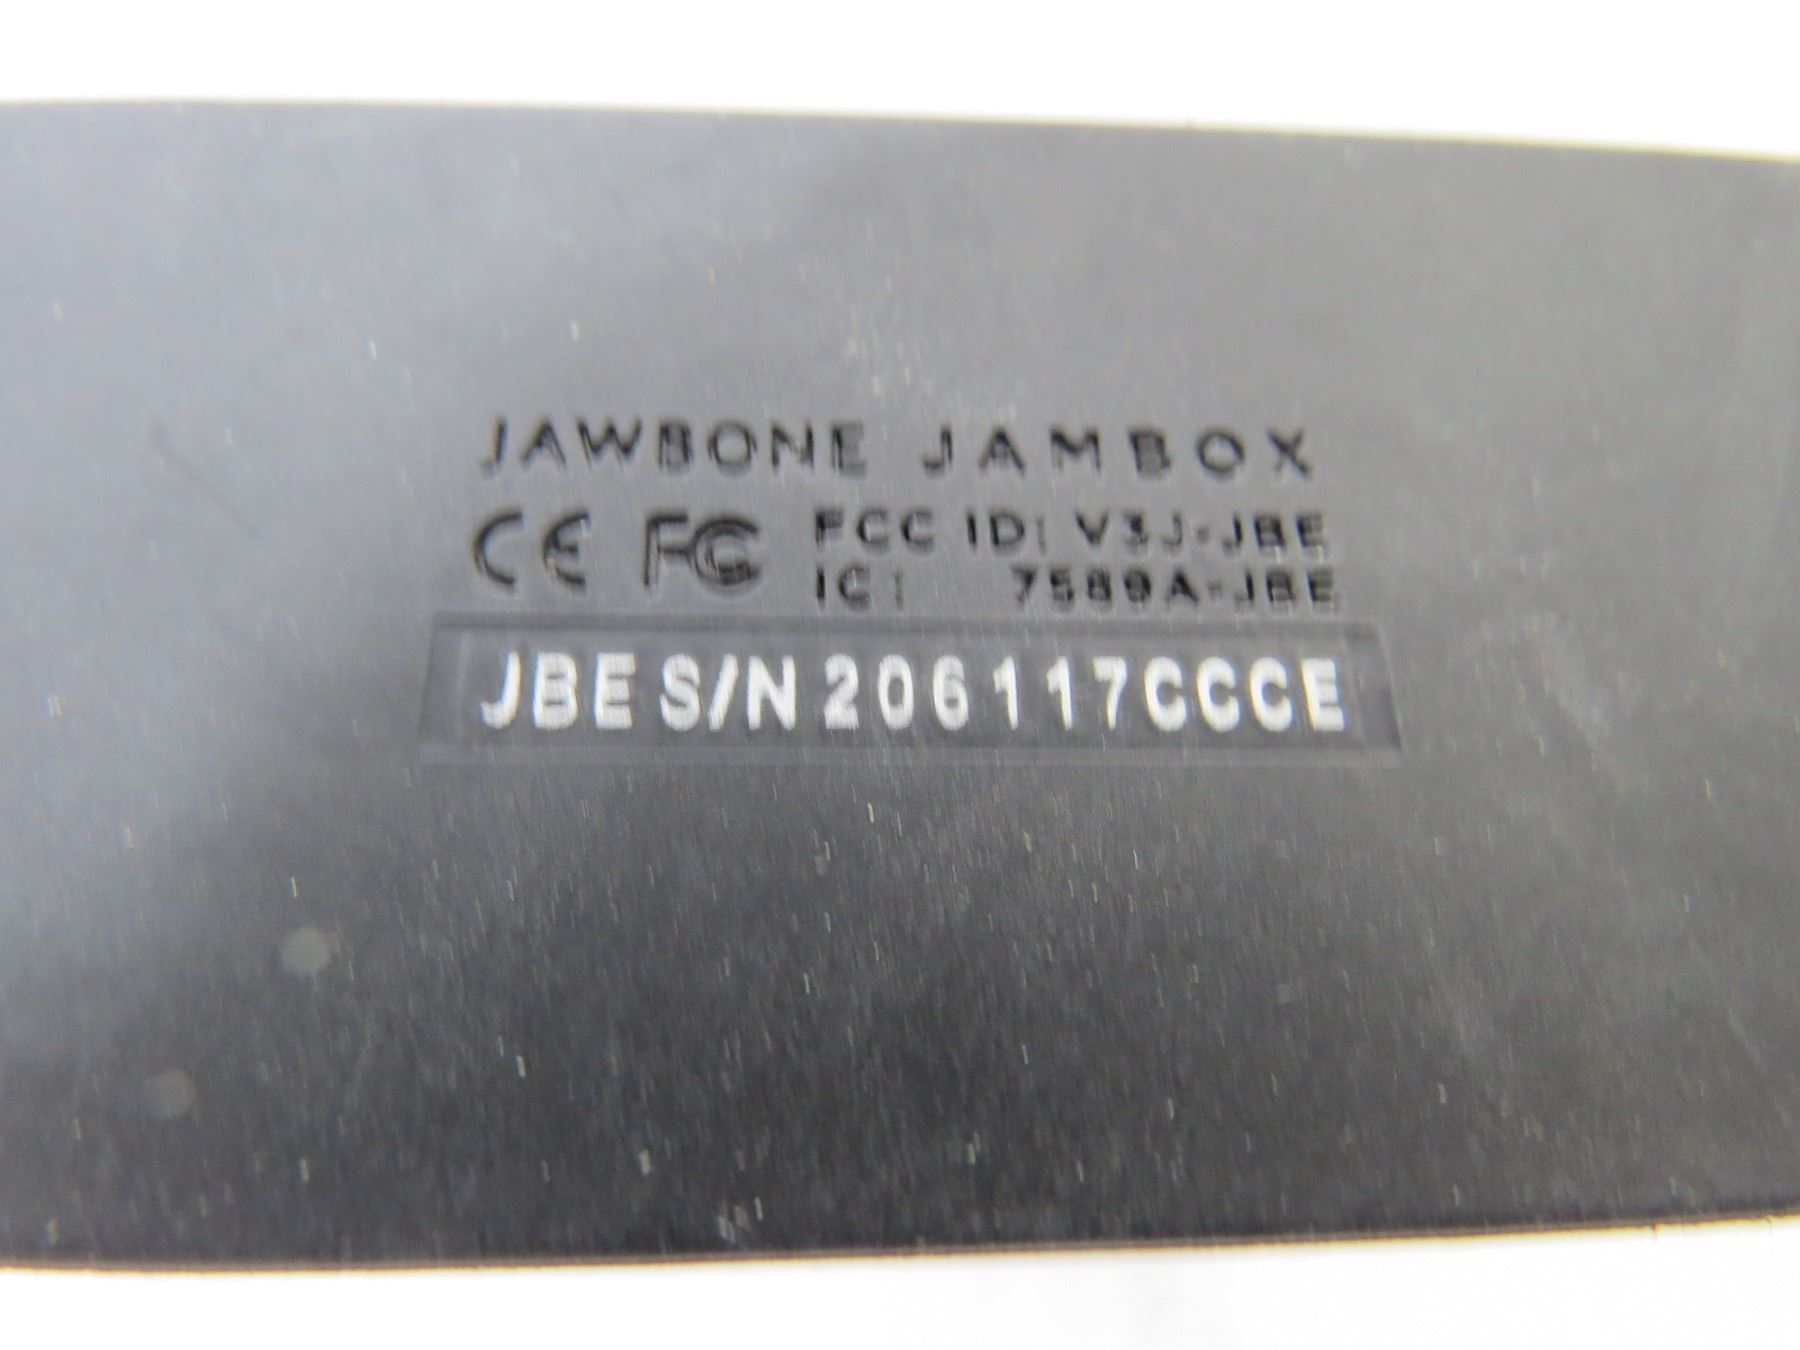 JAWBONE JAMBOX
CE FC FCC ID: V3J-JBE
IC: 7589A-JBE
JBE S/N 206117CCCE